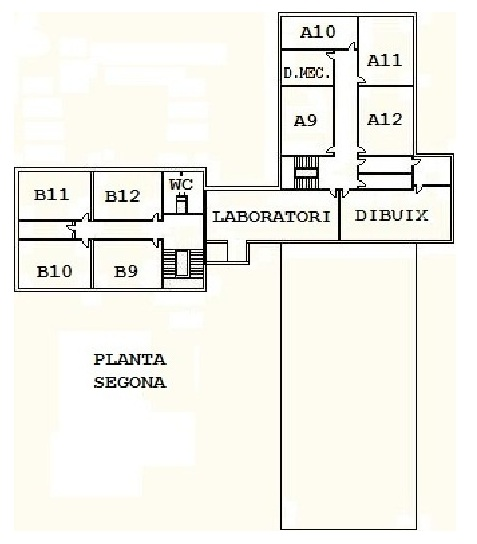 A10
A11
D.MEC.
A9
A12
B11
B12
WC
LABORATORI
DIBUIX
B10
B9
PLANTA
SEGONA